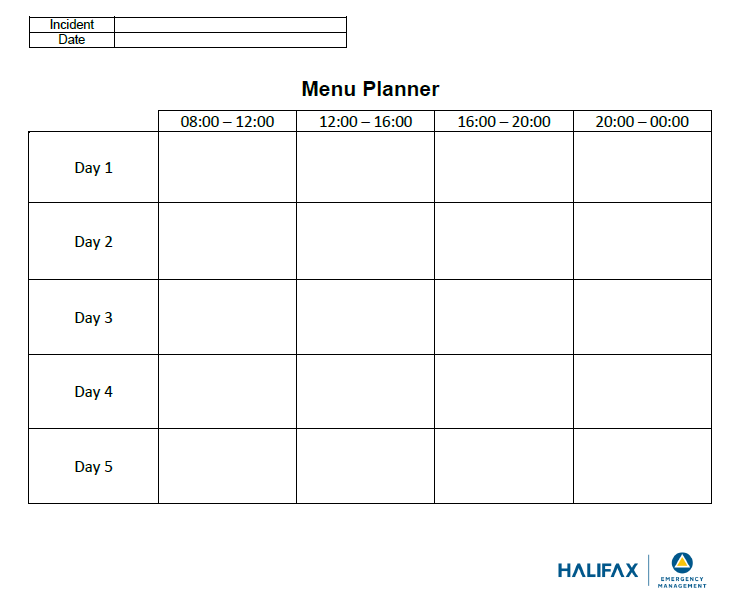 Incident
Date
Menu Planner
08:00 – 12:00 12:00 – 16:00 16:00 – 20:00 20:00 – 00:00
Day 1
Day 2
Day 3
Day 4
Day 5
HALIFAX
EMERGENCY
MANAGEMENT